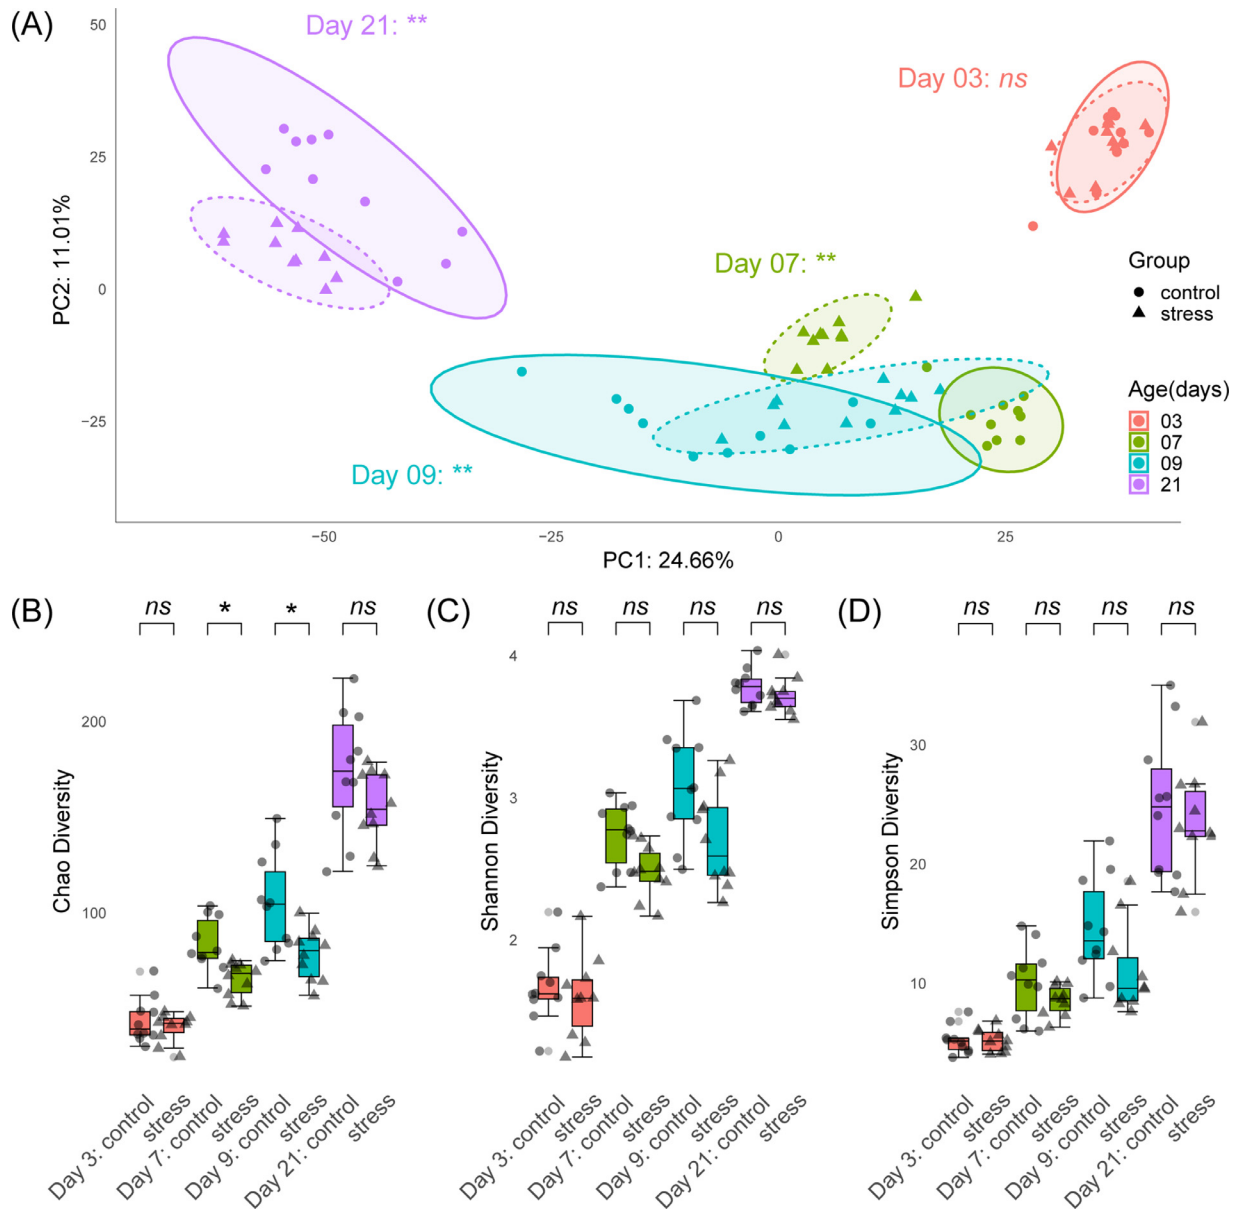 (A)
50
25
0
−25
PC2: 11.01%
Day 21: **
Day 03: ns
Day 07: **
Day 09: **
−50
−25
0
25
PC1: 24.66%
Group
control
stress
Age(days)
03
07
09
21
(B)
ns
*
*
ns
Chao Diversity
200
100
Day 3: control
stress
Day 7: control
stress
Day 9: control
stress
Day 21: control
stress
(C)
ns
ns
ns
ns
Shannon Diversity
4
3
2
Day 3: control
stress
Day 7: control
stress
Day 9: control
stress
Day 21: control
stress
(D)
ns
ns
ns
ns
Simpson Diversity
30
20
10
Day 3: control
stress
Day 7: control
stress
Day 9: control
stress
Day 21: control
stress